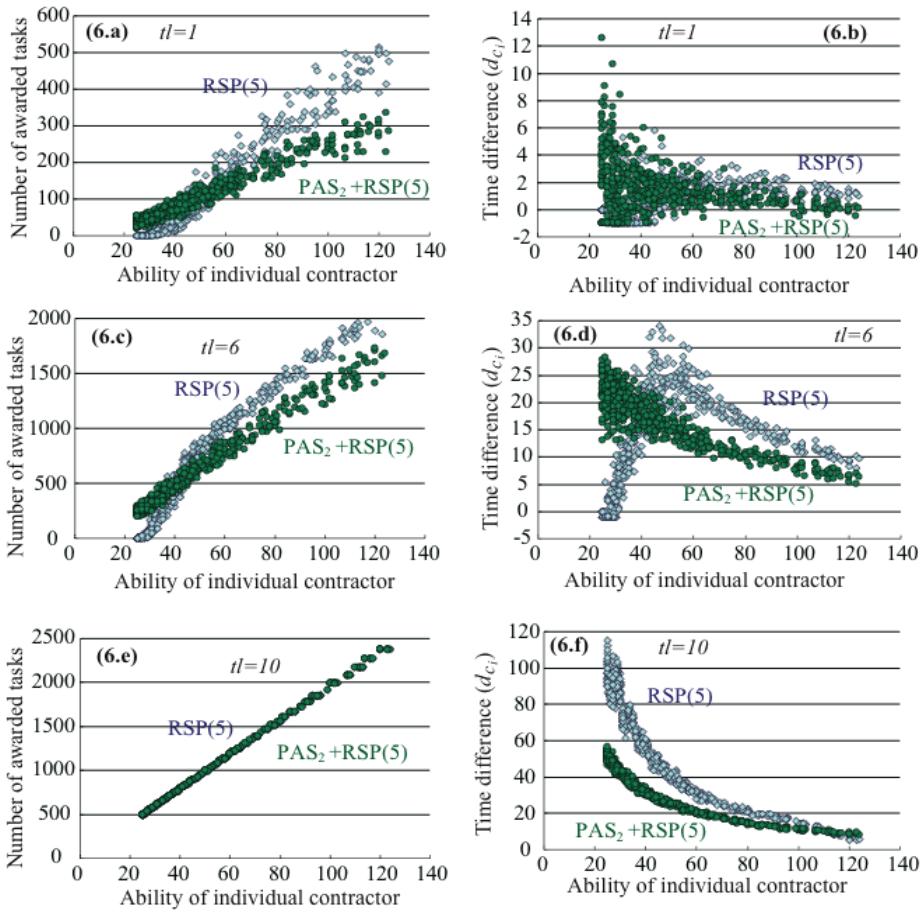 (6.a)
tl=1
Number of awarded tasks
600
500
400
300
200
100
0
RSP(5)
PAS2+RSP(5)
0 20 40 60 80 100 120 140
Ability of individual contractor
tl=1
(6.b)
Time difference (dci)
14
12
10
8
6
4
2
0
-2
RSP(5)
PAS2+RSP(5)
0 20 40 60 80 100 120 140
Ability of individual contractor
(6.c)
tl=6
Number of awarded tasks
2000
1500
1000
500
0
RSP(5)
PAS2+RSP(5)
0 20 40 60 80 100 120 140
Ability of individual contractor
(6.d)
tl=6
Time difference (dci)
35
30
25
20
15
10
5
0
-5
RSP(5)
PAS2+RSP(5)
0 20 40 60 80 100 120 140
Ability of individual contractor
(6.e)
tl=10
Number of awarded tasks
2500
2000
1500
1000
500
0
RSP(5)
PAS2+RSP(5)
0 20 40 60 80 100 120 140
Ability of individual contractor
(6.f)
tl=10
Time difference (dci)
120
100
80
60
40
20
0
RSP(5)
PAS2+RSP(5)
0 20 40 60 80 100 120 140
Ability of individual contractor